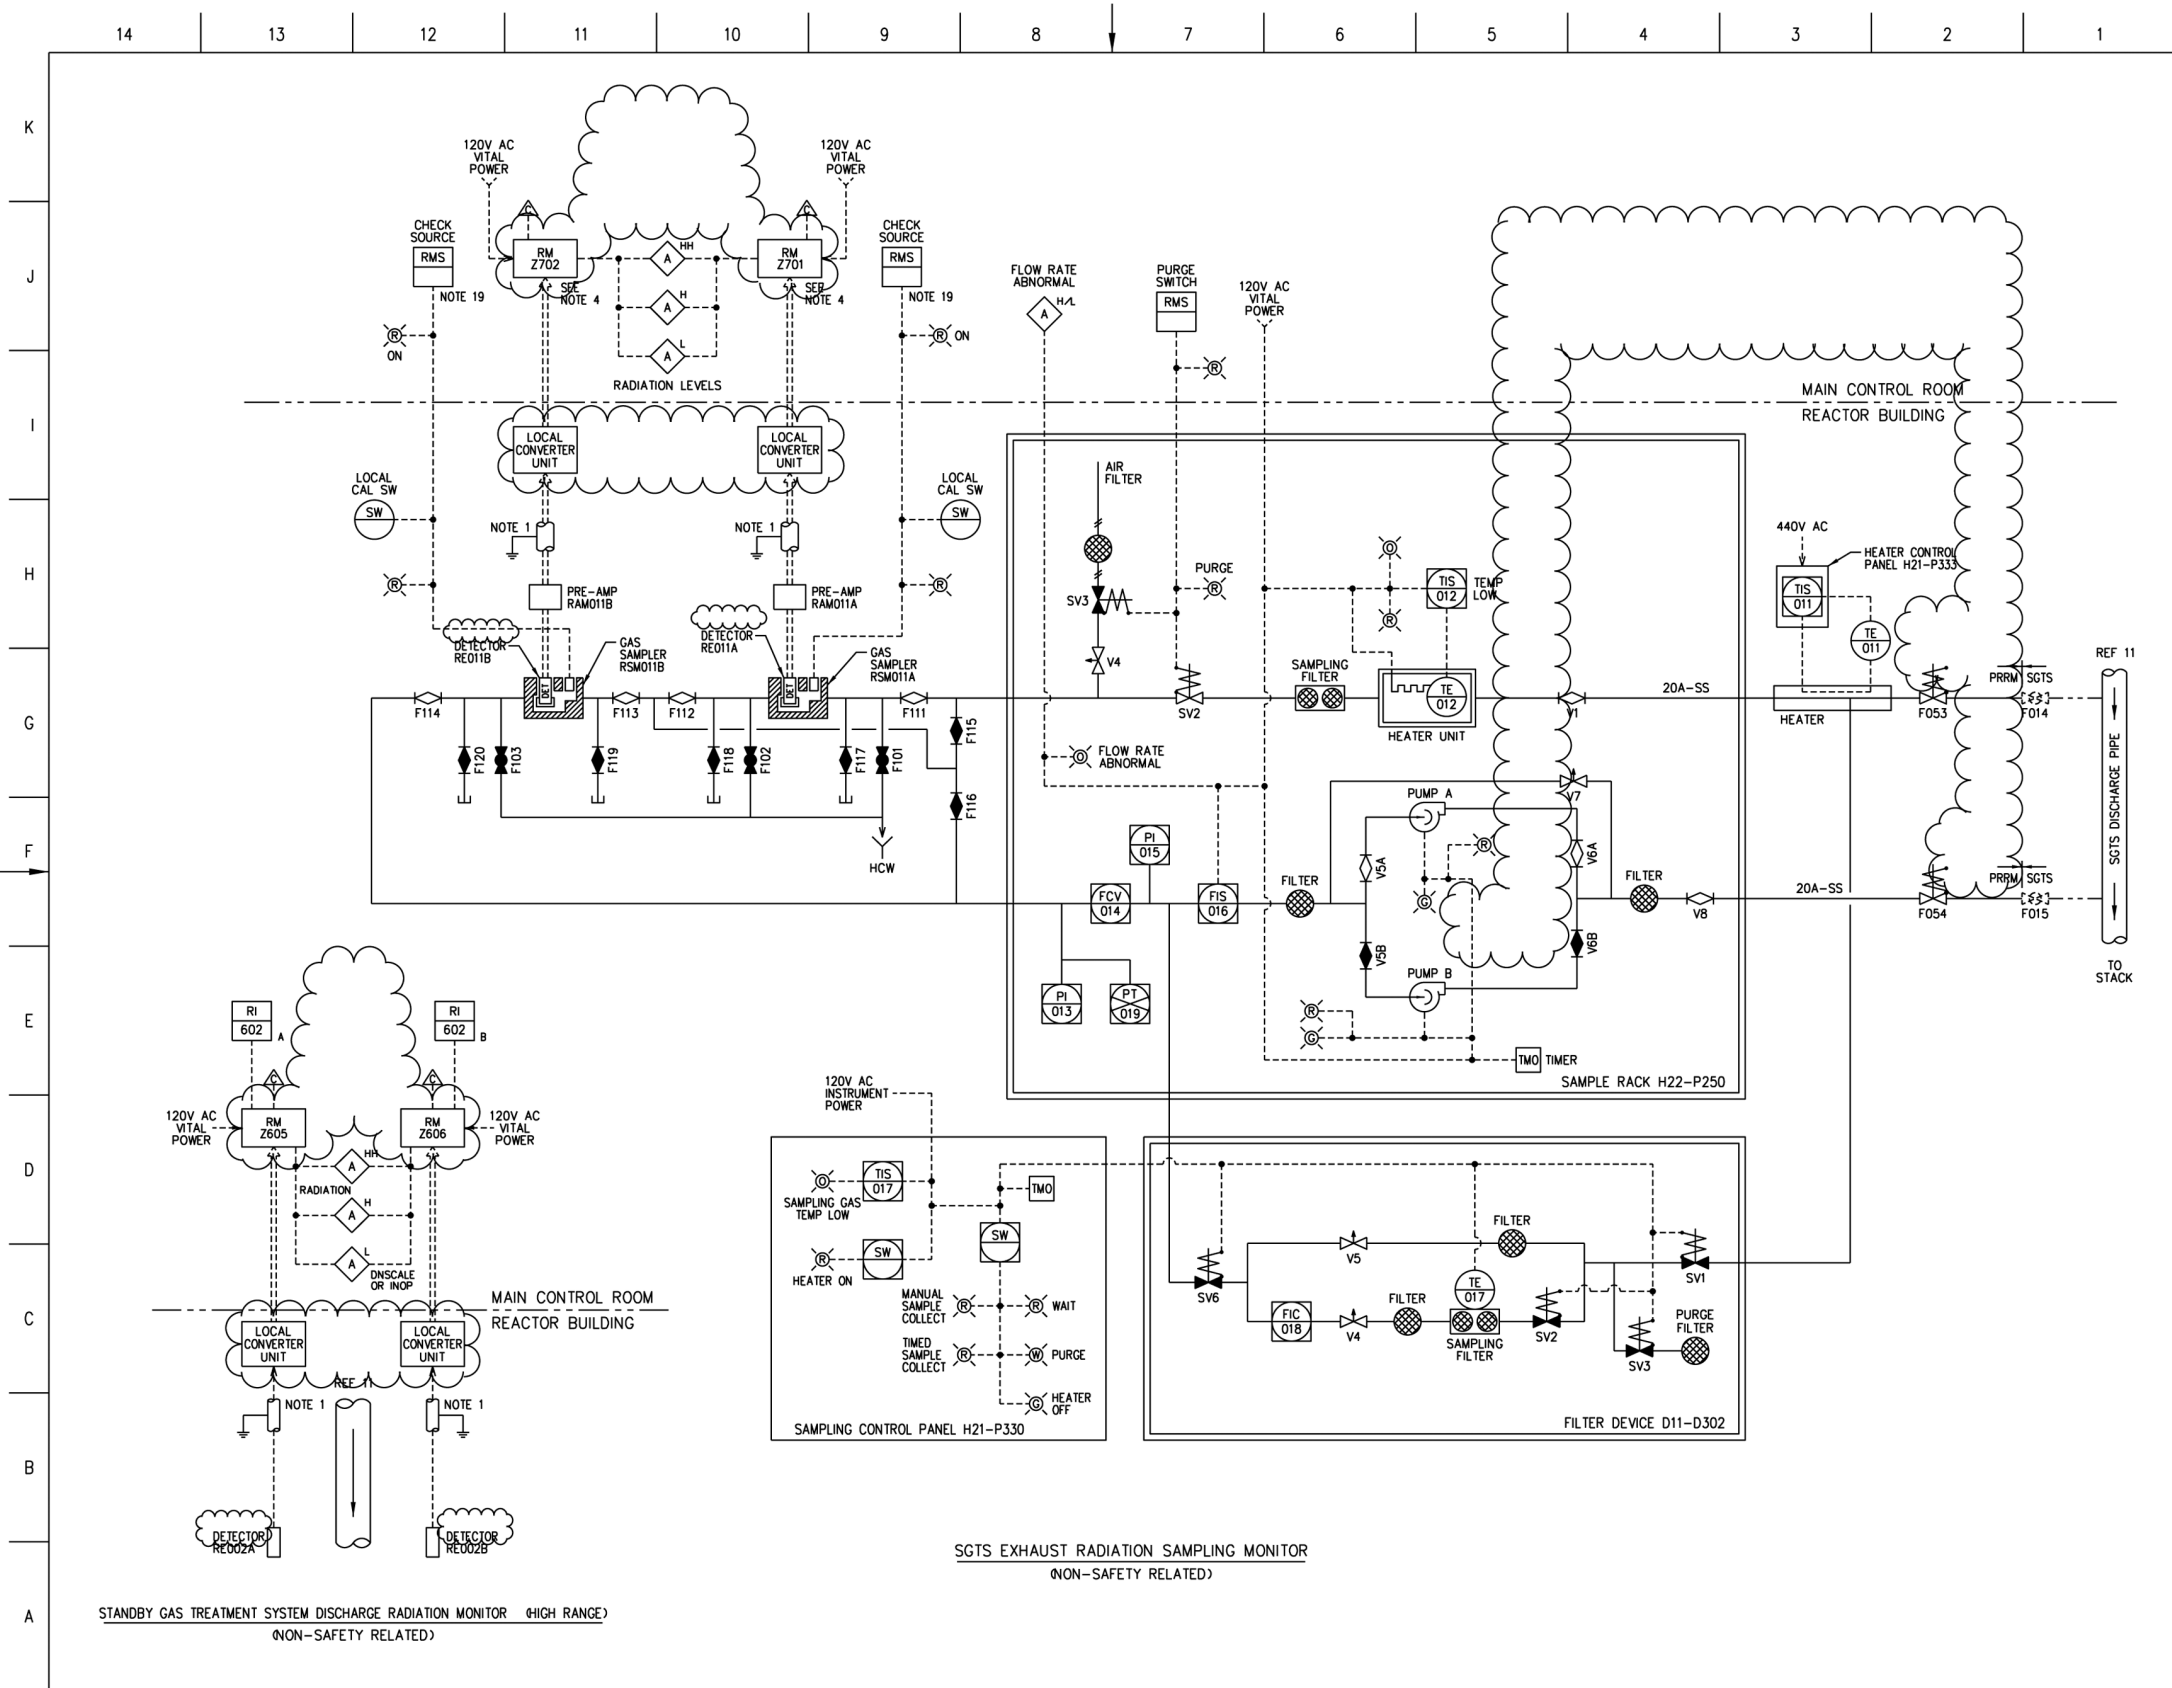 14 13 12 11 10 9 8 7 6 5 4 3 2 1
K
J
I
H
G
F
E
D
C
B
A
120V AC
VITAL
POWER
120V AC
VITAL
POWER
CHECK
SOURCE
RMS
NOTE 19
R
ON
C
RM
Z702
SEE
NOTE 4
A
HH
A
H
A
L
RADIATION LEVELS
C
RM
Z701
SEE
NOTE 4
CHECK
SOURCE
RMS
NOTE 19
R
ON
FLOW RATE
ABNORMAL
A
H/L
PURGE
SWITCH
RMS
R
120V AC
VITAL
POWER
MAIN CONTROL ROOM
REACTOR BUILDING
LOCAL
CONVERTER
UNIT
LOCAL
CONVERTER
UNIT
LOCAL
CAL SW
SW
LOCAL
CAL SW
SW
NOTE 1
NOTE 1
R
R
PRE-AMP
RAM011B
PRE-AMP
RAM011A
DETECTOR
RE011B
DET
GAS
SAMPLER
RSM011B
DETECTOR
RE011A
DET
GAS
SAMPLER
RSM011A
F114
F113
F112
F111
F120
F103
F119
F118
F102
F117
F101
F115
F116
HCW
AIR
FILTER
SV3
V4
PURGE
R
SV2
O
R
TIS
012
TEMP
LOW
SAMPLING
FILTER
TE
012
HEATER UNIT
V1
20A-SS
440V AC
HEATER CONTROL
PANEL H21-P333
TIS
011
TE
011
HEATER
F053
PRRM
SGTS
F014
REF 11
SGTS DISCHARGE PIPE
TO
STACK
O
FLOW RATE
ABNORMAL
PI
015
FCV
014
FIS
016
FILTER
PUMP A
R
G
V5A
V5B
V6A
V6B
V7
FILTER
V8
20A-SS
F054
PRRM
SGTS
F015
PI
013
PT
019
PUMP B
R
G
TMO
TIMER
SAMPLE RACK H22-P250
RI
602
A
RI
602
B
C
C
120V AC
VITAL
POWER
RM
Z605
RM
Z606
120V AC
VITAL
POWER
A
HH
RADIATION
A
H
A
L
DNSCALE
OR INOP
MAIN CONTROL ROOM
REACTOR BUILDING
LOCAL
CONVERTER
UNIT
LOCAL
CONVERTER
UNIT
REF 11
NOTE 1
NOTE 1
DETECTOR
RE002A
DETECTOR
RE002B
STANDBY GAS TREATMENT SYSTEM DISCHARGE RADIATION MONITOR (HIGH RANGE)
(NON-SAFETY RELATED)
120V AC
INSTRUMENT
POWER
O
TIS
017
SAMPLING GAS
TEMP LOW
TMO
SW
R
SW
HEATER ON
MANUAL
SAMPLE
COLLECT
R
R
WAIT
TIMED
SAMPLE
COLLECT
R
W
PURGE
G
HEATER
OFF
SAMPLING CONTROL PANEL H21-P330
SV6
V5
FILTER
SV1
FIC
018
V4
FILTER
TE
017
SAMPLING
FILTER
SV2
SV3
PURGE
FILTER
FILTER DEVICE D11-D302
SGTS EXHAUST RADIATION SAMPLING MONITOR
(NON-SAFETY RELATED)